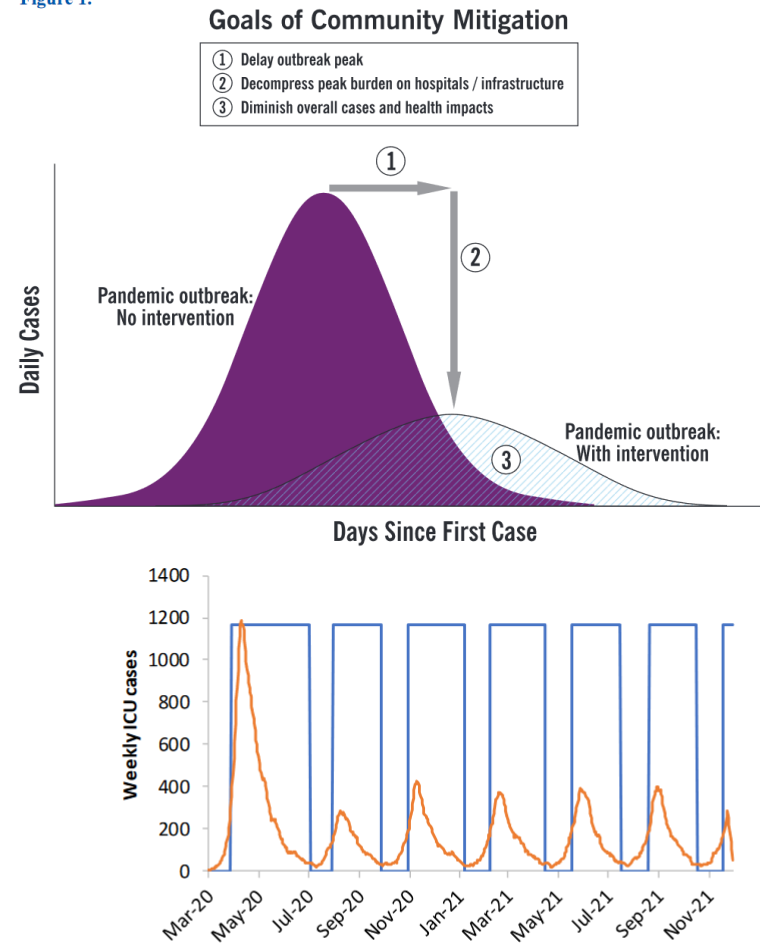 Figure 1.
Goals of Community Mitigation
1 Delay outbreak peak
2 Decompress peak burden on hospitals / infrastructure
3 Diminish overall cases and health impacts
1
2
Pandemic outbreak:
No intervention
Daily Cases
Pandemic outbreak:
With intervention
3
Days Since First Case
1400
1200
1000
800
600
400
200
0
Weekly ICU cases
Mar-20
May-20
Jul-20
Sep-20
Nov-20
Jan-21
Mar-21
May-21
Jul-21
Sep-21
Nov-21